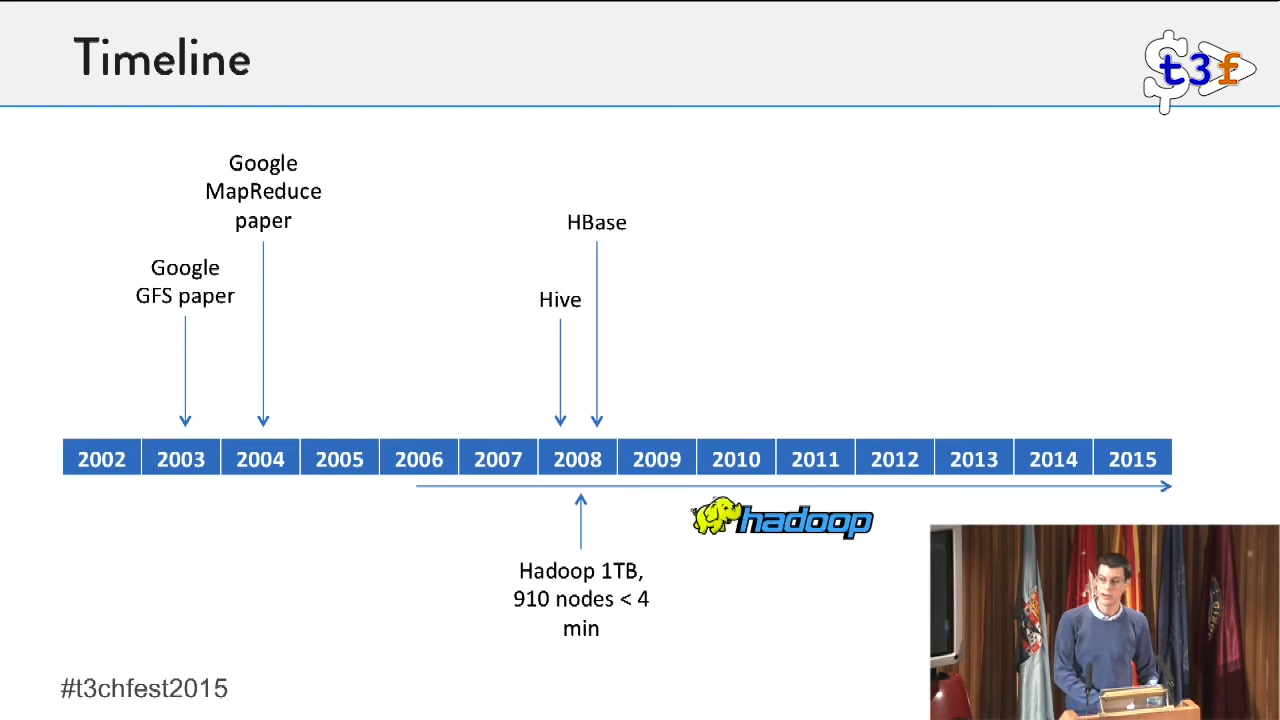 Timeline
t3f
Google
MapReduce
paper
Google
GFS paper
HBase
Hive
2002 2003 2004 2005 2006 2007 2008 2009 2010 2011 2012 2013 2014 2015
hadoop
Hadoop 1TB,
910 nodes < 4
min
#t3chfest2015